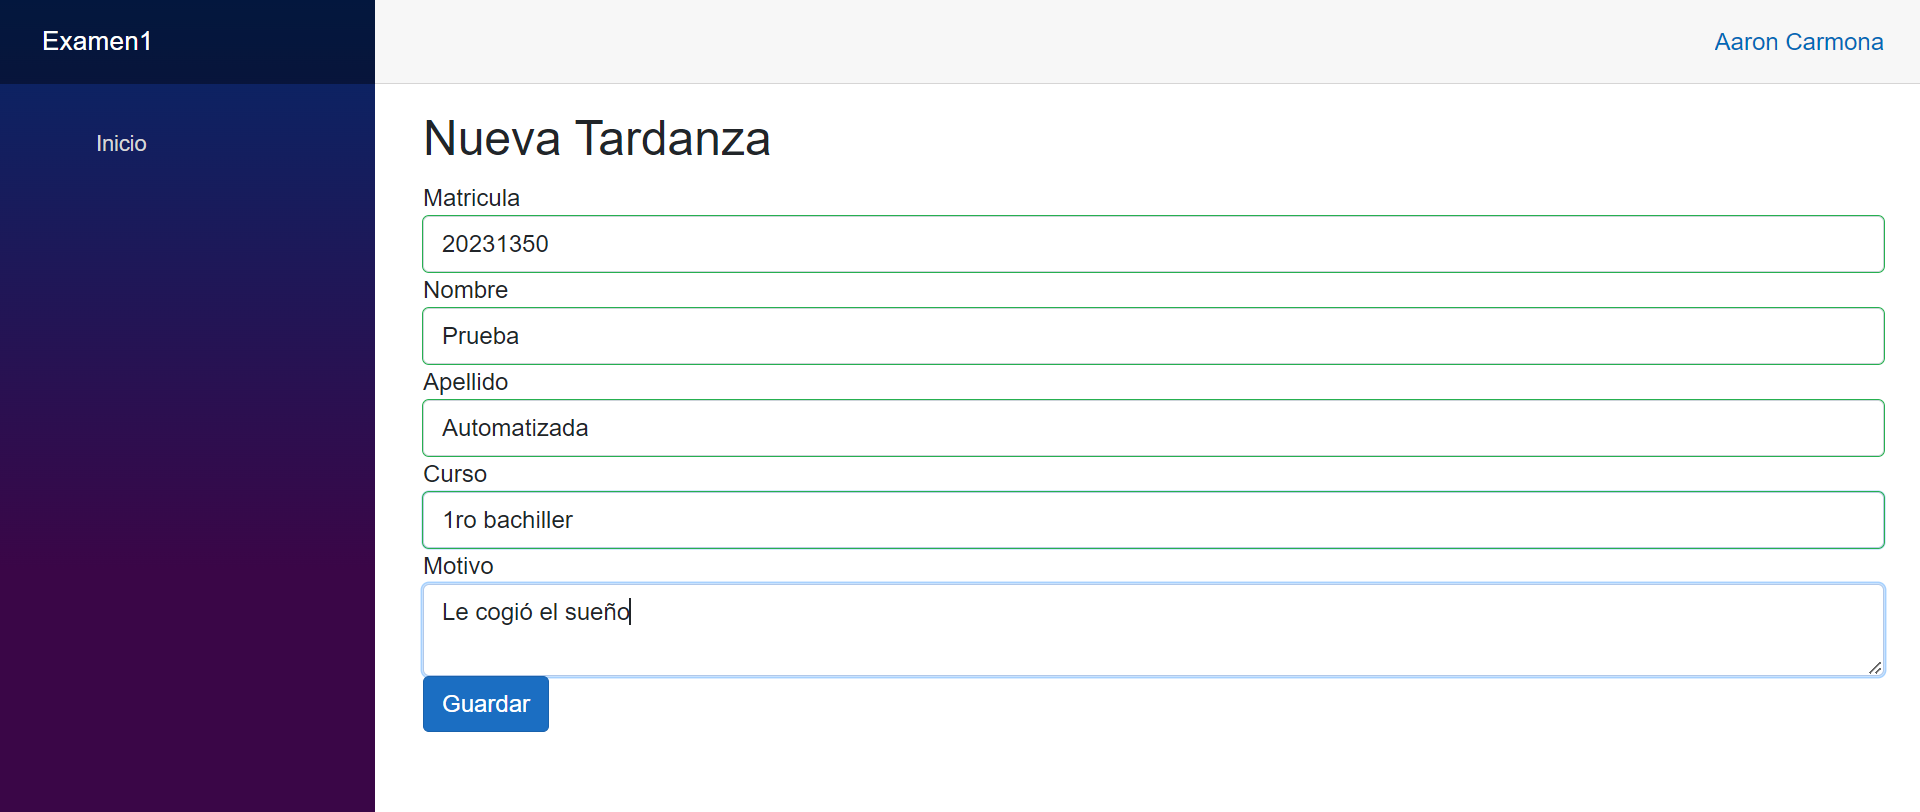 Examen1
Aaron Carmona
Inicio
Nueva Tardanza
Matricula
20231350
Nombre
Prueba
Apellido
Automatizada
Curso
1ro bachiller
Motivo
Le cogió el sueño
Guardar